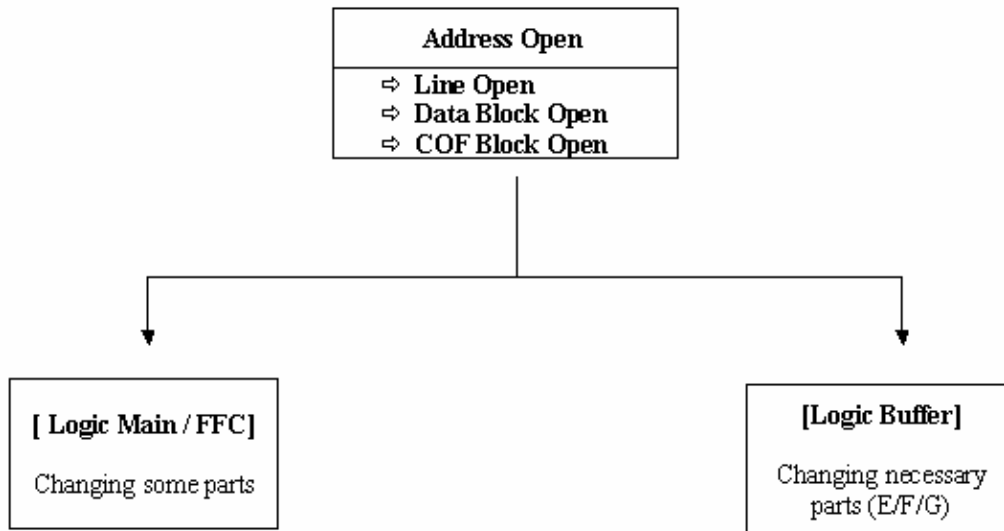 Address Open
⇨ Line Open
⇨ Data Block Open
⇨ COF Block Open
[ Logic Main / FFC]
Changing some parts
[Logic Buffer]
Changing necessary
parts (E/F/G)